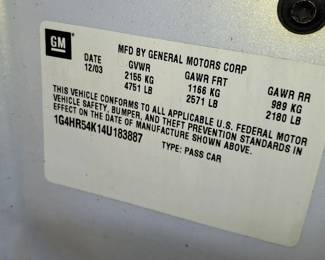 GM
MFD BY GENERAL MOTORS CORP
DATE GVWR GAWR FRT GAWR RR
12/03 2155 KG 1166 KG 989 KG
4751 LB 2571 LB 2180 LB
THIS VEHICLE CONFORMS TO ALL APPLICABLE U.S. FEDERAL MOTOR
VEHICLE SAFETY, BUMPER, AND THEFT PREVENTION STANDARDS IN
EFFECT ON THE DATE OF MANUFACTURE SHOWN ABOVE.
1G4HR54K14U183887
TYPE: PASS CAR